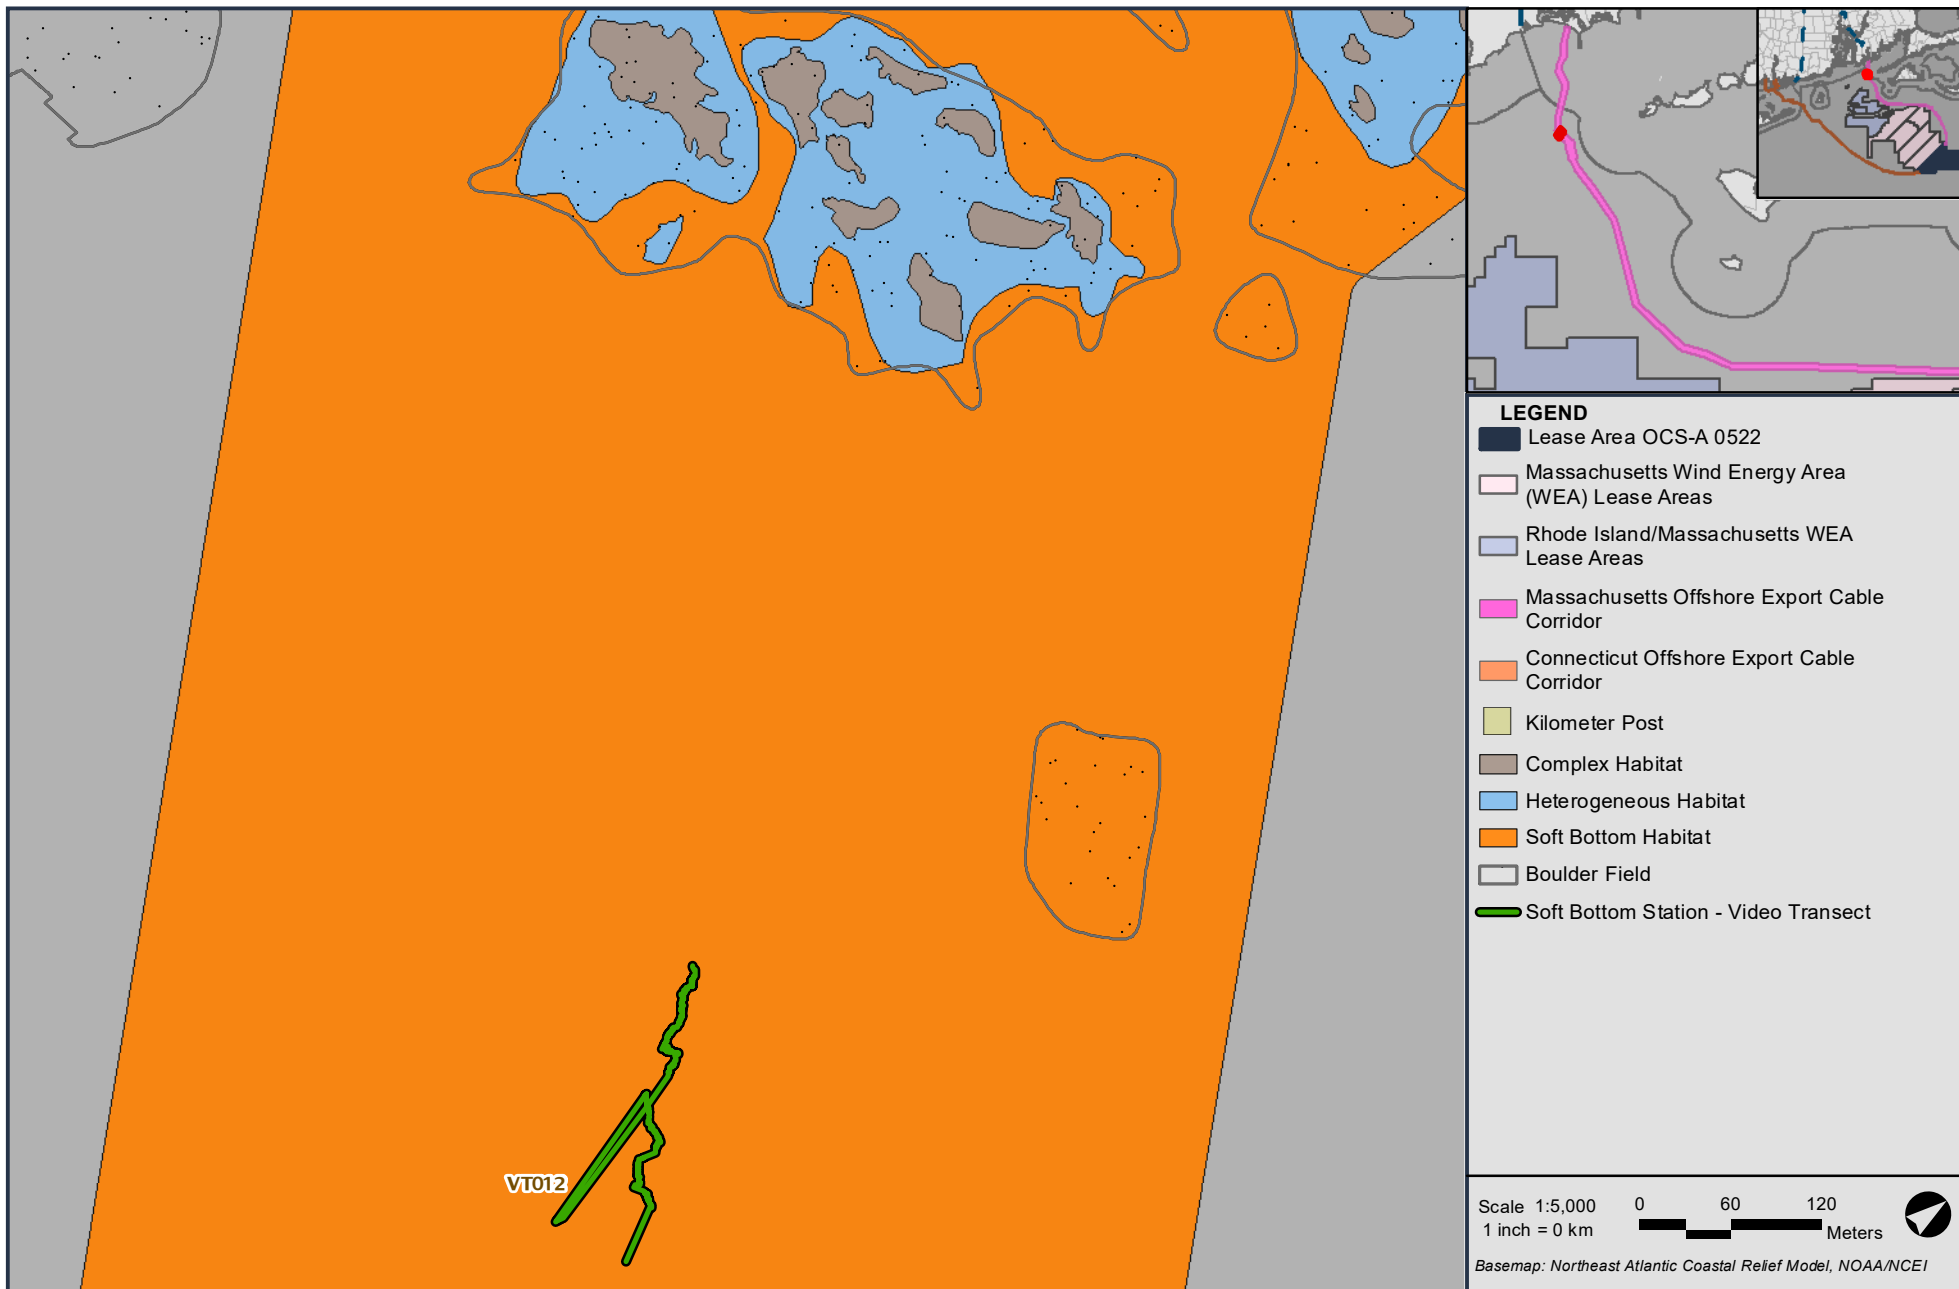 VT012
LEGEND
Lease Area OCS-A 0522
Massachusetts Wind Energy Area
(WEA) Lease Areas
Rhode Island/Massachusetts WEA
Lease Areas
Massachusetts Offshore Export Cable
Corridor
Connecticut Offshore Export Cable
Corridor
Kilometer Post
Complex Habitat
Heterogeneous Habitat
Soft Bottom Habitat
Boulder Field
Soft Bottom Station - Video Transect
Scale 1:5,000
1 inch = 0 km
0 60 120
Meters
Basemap: Northeast Atlantic Coastal Relief Model, NOAA/NCEI